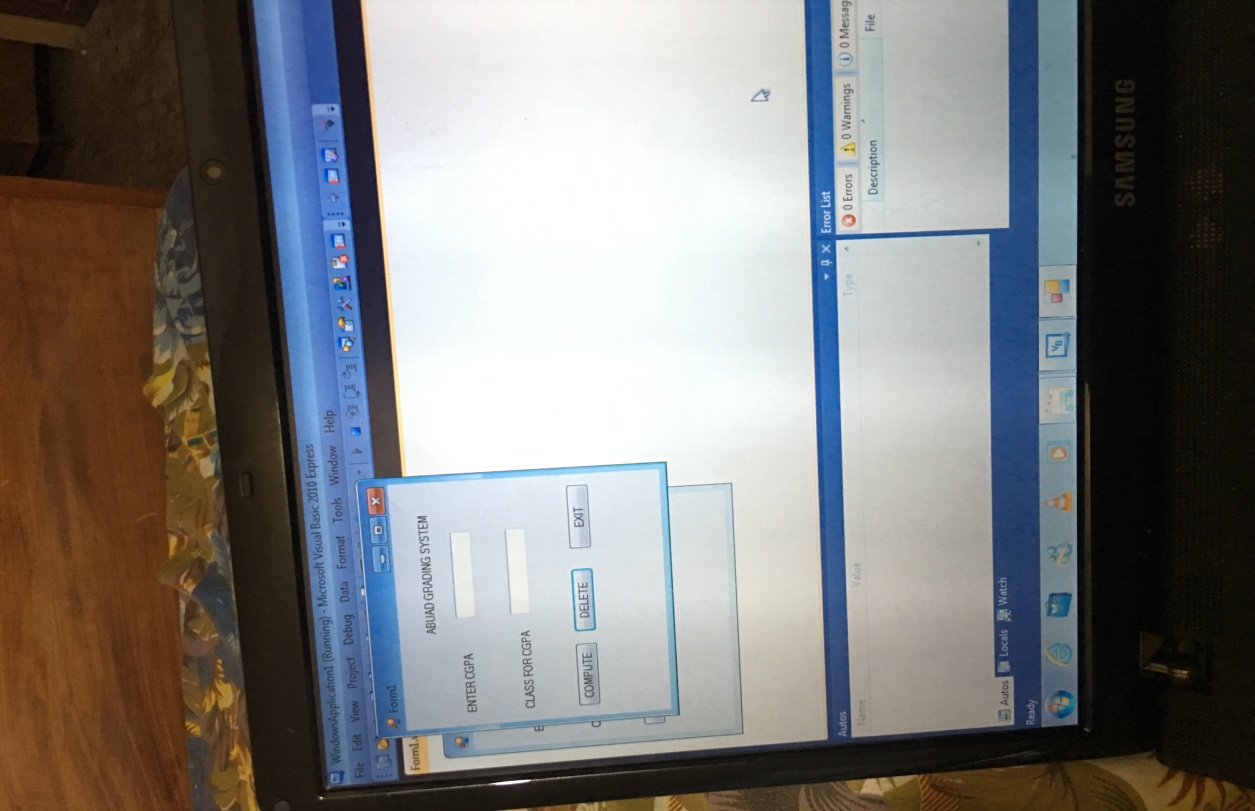 WindowsApplication1 (Running) - Microsoft Visual Basic 2010 Express
File Edit View Project Debug Data Format Tools Window Help
Form1
ABUAD GRADING SYSTEM
ENTER CGPA
CLASS FOR CGPA
COMPUTE DELETE EXIT
Autos
Name Value Type
Error List
0 Errors 0 Warnings
Description File
Autos Locals Watch
Ready
SAMSUNG